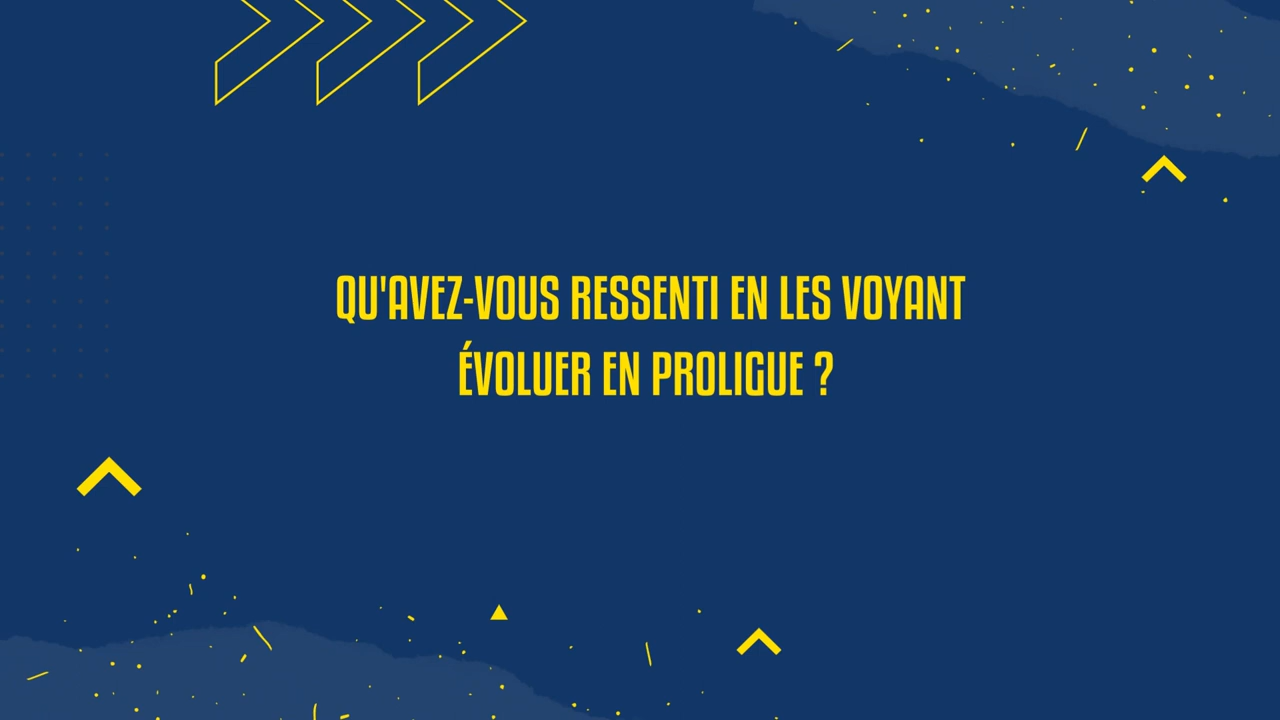 QU'AVEZ-VOUS RESSENTI EN LES VOYANT
ÉVOLUER EN PROLIGUE ?